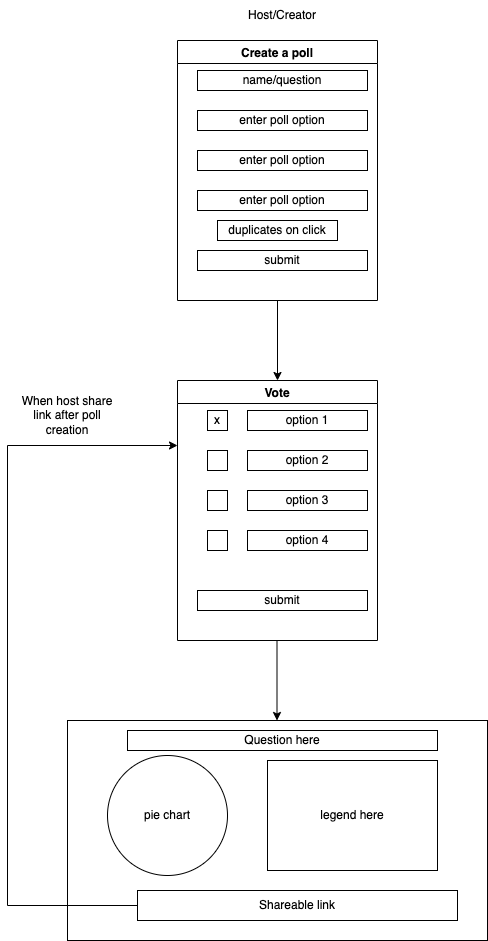 Host/Creator
Create a poll
name/question
enter poll option
enter poll option
enter poll option
duplicates on click
submit
When host share
link after poll
creation
Vote
x
option 1
option 2
option 3
option 4
submit
Question here
pie chart
legend here
Shareable link